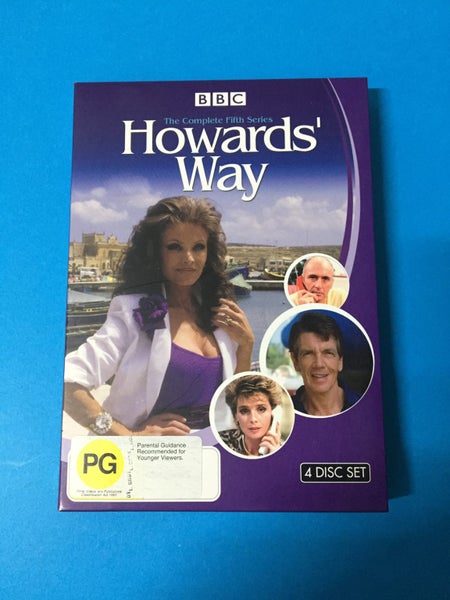 BBC
The Complete Fifth Series
Howards'
Way
PG
Parental Guidance
Recommended for
Younger Viewers.
4 DISC SET